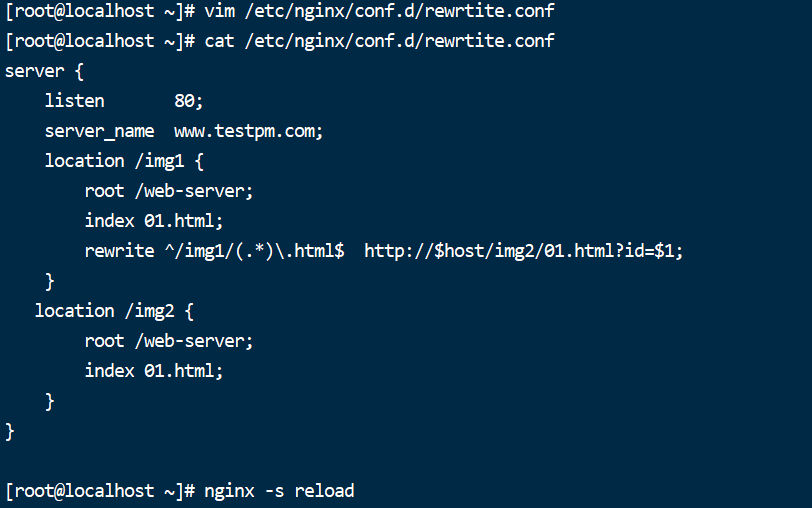 [root@localhost ~]# vim /etc/nginx/conf.d/rewrtite.conf
[root@localhost ~]# cat /etc/nginx/conf.d/rewrtite.conf
server {
    listen       80;
    server_name  www.testpm.com;
    location /img1 {
        root /web-server;
        index 01.html;
        rewrite ^/img1/(.*)\.html$  http://$host/img2/01.html?id=$1;
    }
   location /img2 {
        root /web-server;
        index 01.html;
    }
}
[root@localhost ~]# nginx -s reload